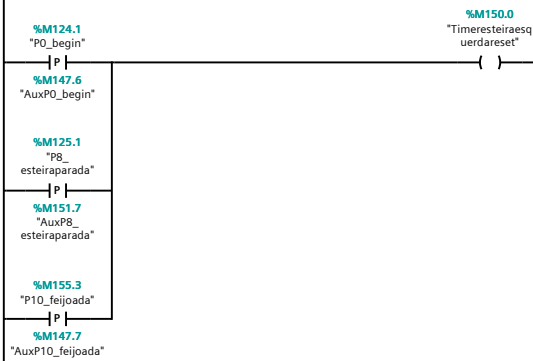 %M124.1
"P0_begin"
P
%M147.6
"AuxP0_begin"
%M150.0
"Timeresteiraesq
uerdareset"
%M125.1
"P8_
esteiraparada"
P
%M151.7
"AuxP8_
esteiraparada"
%M155.3
"P10_feijoada"
P
%M147.7
"AuxP10_feijoada"